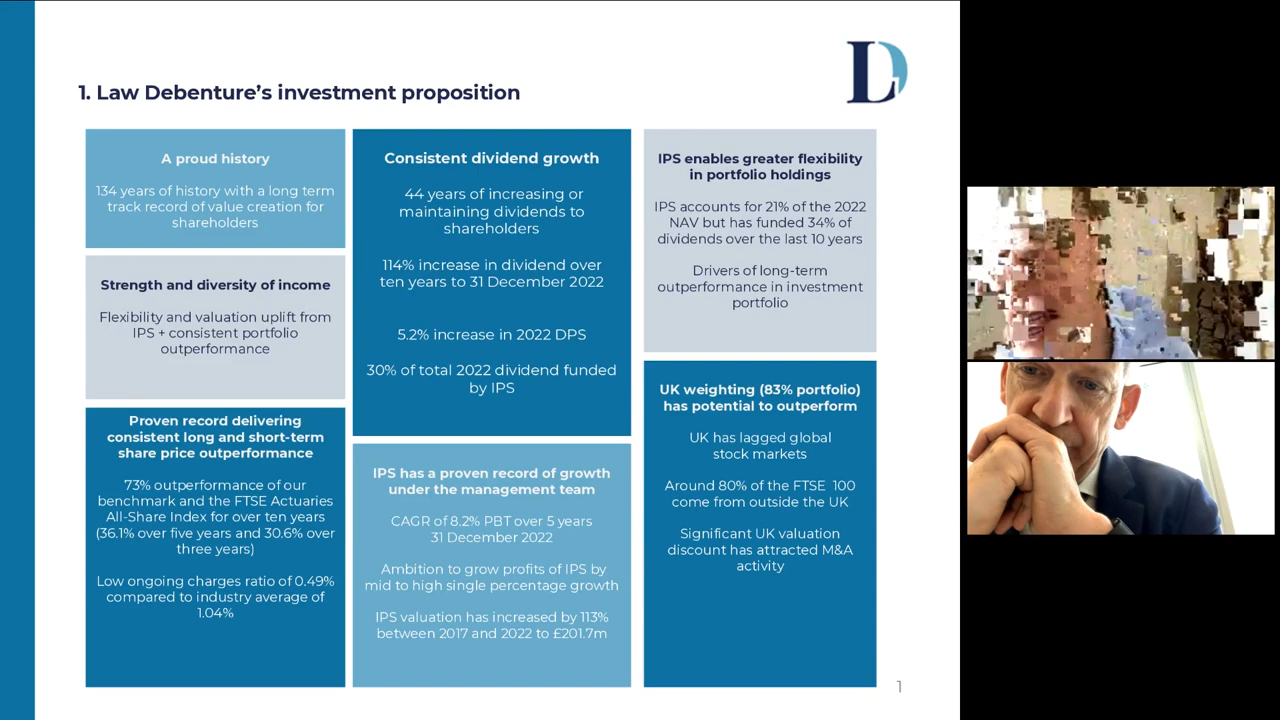 1. Law Debenture's investment proposition
A proud history
134 years of history with a long term
track record of value creation for
shareholders
Strength and diversity of income
Flexibility and valuation uplift from
IPS + consistent portfolio
outperformance
Proven record delivering
consistent long and short-term
share price outperformance
73% outperformance of our
benchmark and the FTSE Actuaries
All-Share Index for over ten years
(36.1% over five years and 30.6% over
three years)
Low ongoing charges ratio of 0.49%
compared to industry average of
1.04%
Consistent dividend growth
44 years of increasing or
maintaining dividends to
shareholders
114% increase in dividend over
ten years to 31 December 2022
5.2% increase in 2022 DPS
30% of total 2022 dividend funded
by IPS
IPS has a proven record of growth
under the management team
CAGR of 8.2% PBT over 5 years
31 December 2022
Ambition to grow profits of IPS by
mid to high single percentage growth
IPS valuation has increased by 113%
between 2017 and 2022 to £201.7m
IPS enables greater flexibility
in portfolio holdings
IPS accounts for 21% of the 2022
NAV but has funded 34% of
dividends over the last 10 years
Drivers of long-term
outperformance in investment
portfolio
UK weighting (83% portfolio)
has potential to outperform
UK has lagged global
stock markets
Around 80% of the FTSE 100
come from outside the UK
Significant UK valuation
discount has attracted M&A
activity
1